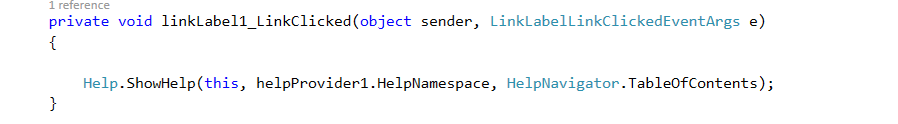 1 reference
private void linkLabel1_LinkClicked(object sender, LinkLabelLinkClickedEventArgs e)
{
Help.ShowHelp(this, helpProvider1.HelpNamespace, HelpNavigator.TableOfContents);
}